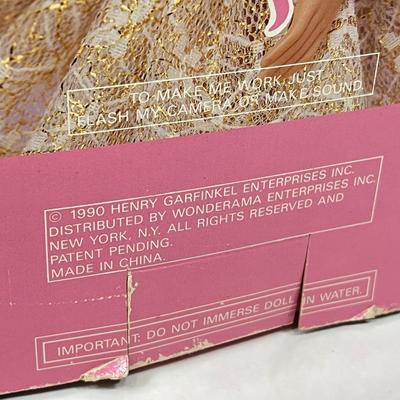 TO MAKE ME WORK JUST
FLASH MY CAMERA OR MAKE SOUND.
© 1990 HENRY GARFINKEL ENTERPRISES INC.
DISTRIBUTED BY WONDERAMA ENTERPRISES INC.
NEW YORK, N.Y. ALL RIGHTS RESERVED AND
PATENT PENDING.
MADE IN CHINA.
IMPORTANT: DO NOT IMMERSE DOLL IN WATER.